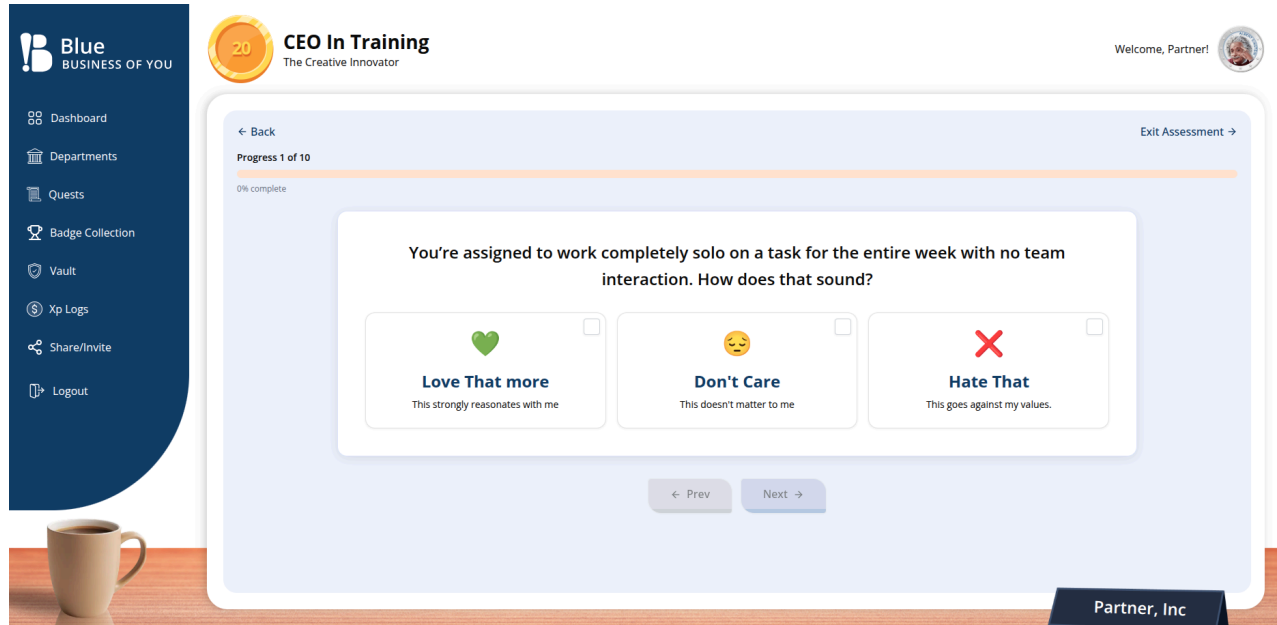 Blue
BUSINESS OF YOU
20
CEO In Training
The Creative Innovator
Welcome, Partner!
Dashboard
Departments
Quests
Badge Collection
Vault
Xp Logs
Share/Invite
Logout
← Back
Exit Assessment →
Progress 1 of 10
0% complete
You’re assigned to work completely solo on a task for the entire week with no team
interaction. How does that sound?
Love That more
This strongly reasonates with me
Don't Care
This doesn't matter to me
Hate That
This goes against my values.
← Prev
Next →
Partner, Inc